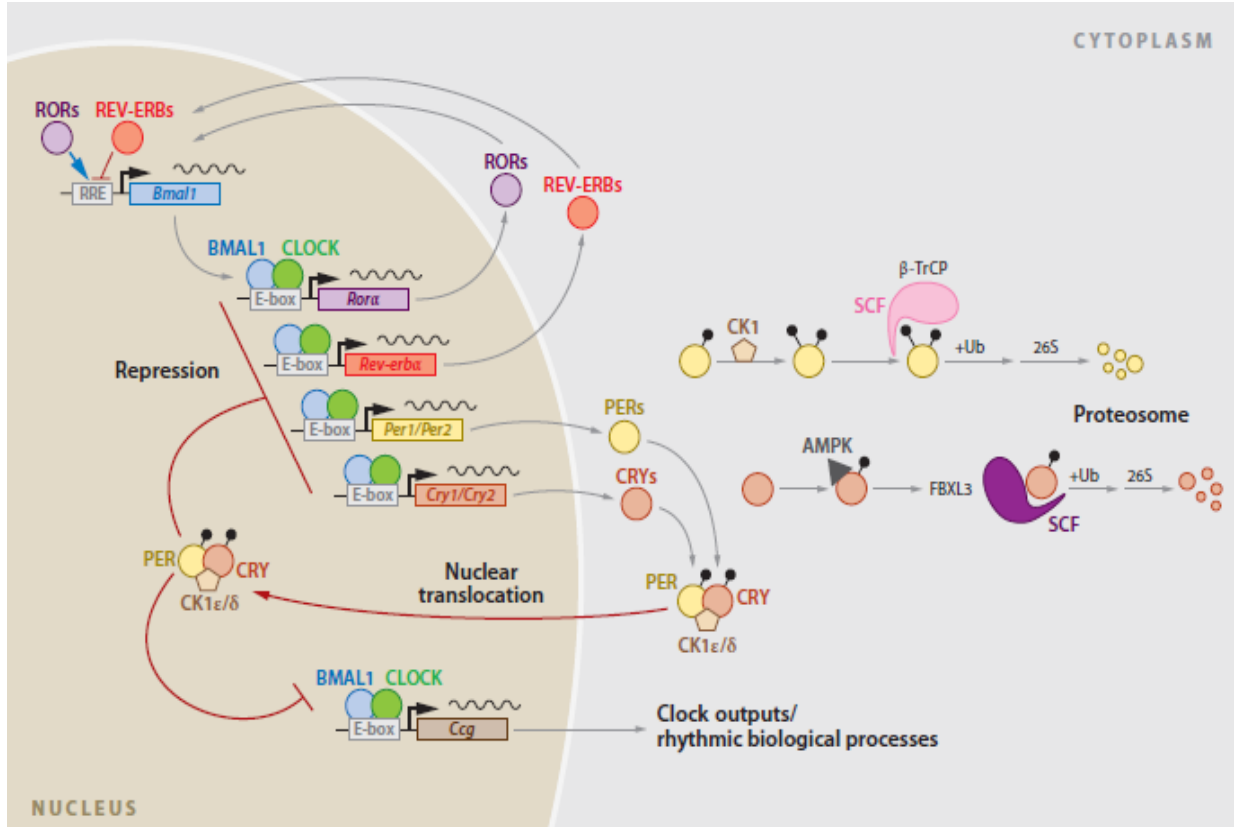 CYTOPLASM
RORs REV-ERBs
RRE
Bmal1
RORs
REV-ERBs
BMAL1 CLOCK
E-box
Rorα
β-TrCP
SCF
CK1
+Ub
26S
E-box
Rev-erbα
Repression
Proteosome
E-box
Per1/Per2
PERs
CRYs
AMPK
E-box
Cry1/Cry2
FBXL3
+Ub
26S
SCF
PER
CRY
CK1ε/δ
Nuclear
translocation
PER
CRY
CK1ε/δ
BMAL1 CLOCK
E-box
Ccg
Clock outputs/
rhythmic biological processes
NUCLEUS